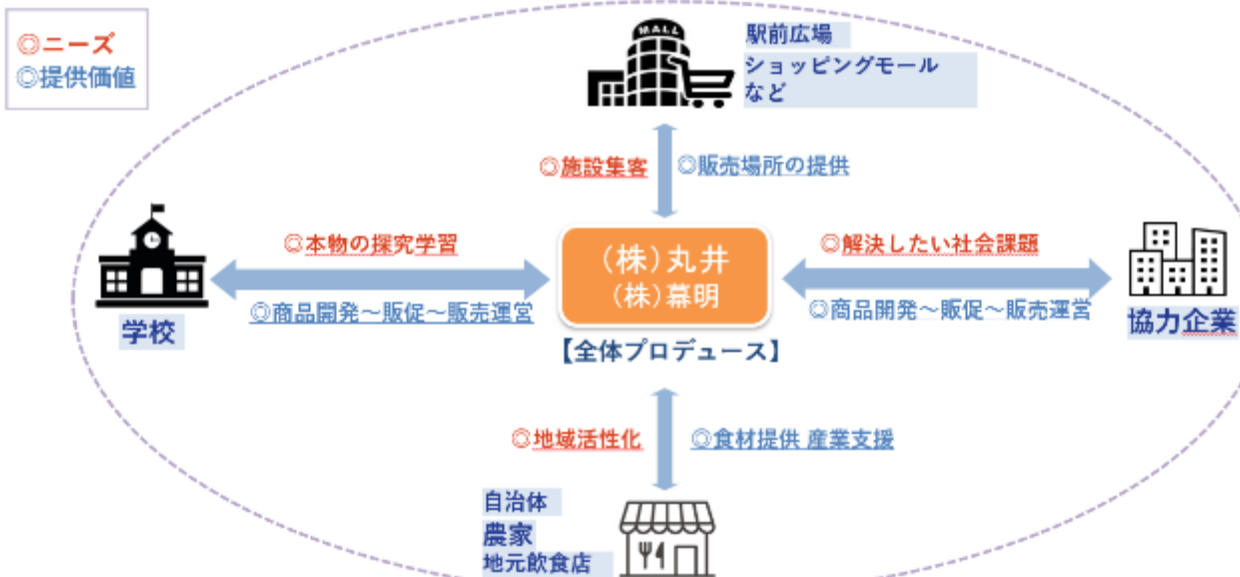 ◎ニーズ
◎提供価値
MALL
駅前広場
ショッピングモール
など
◎施設集客
◎販売場所の提供
◎本物の探究学習
◎商品開発～販促～販売運営
学校
（株）丸井
（株）幕明
【全体プロデュース】
◎解決したい社会課題
◎商品開発～販促～販売運営
協力企業
◎地域活性化
◎食材提供 産業支援
自治体
農家
地元飲食店